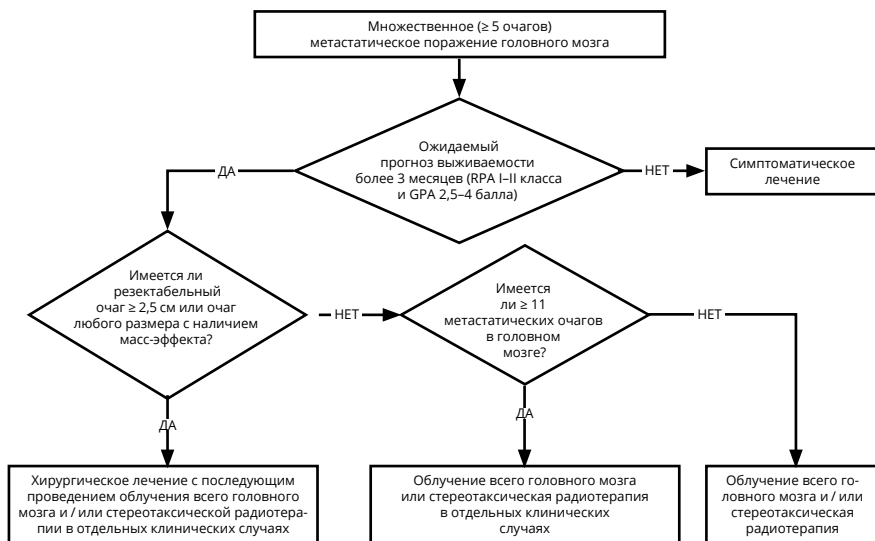 Множественное (≥ 5 очагов)
метастатическое поражение головного мозга
Ожидаемый
прогноз выживаемости
более 3 месяцев (RPA I–II класса
и GPA 2,5–4 балла)
ДА
НЕТ
Симптоматическое
лечение
Имеется ли
резектабельный
очаг ≥ 2,5 см или очаг
любого размера с наличием
масс-эффекта?
НЕТ
Имеется
ли ≥ 11
метастатических очагов
в головном
мозге?
НЕТ
ДА
ДА
Хирургическое лечение с последующим
проведением облучения всего головного
мозга и / или стереотаксической радиотера-
пии в отдельных клинических случаях
Облучение всего головного мозга
или стереотаксическая радиотерапия
в отдельных клинических
случаях
Облучение всего го-
ловного мозга и / или
стереотаксическая
радиотерапия